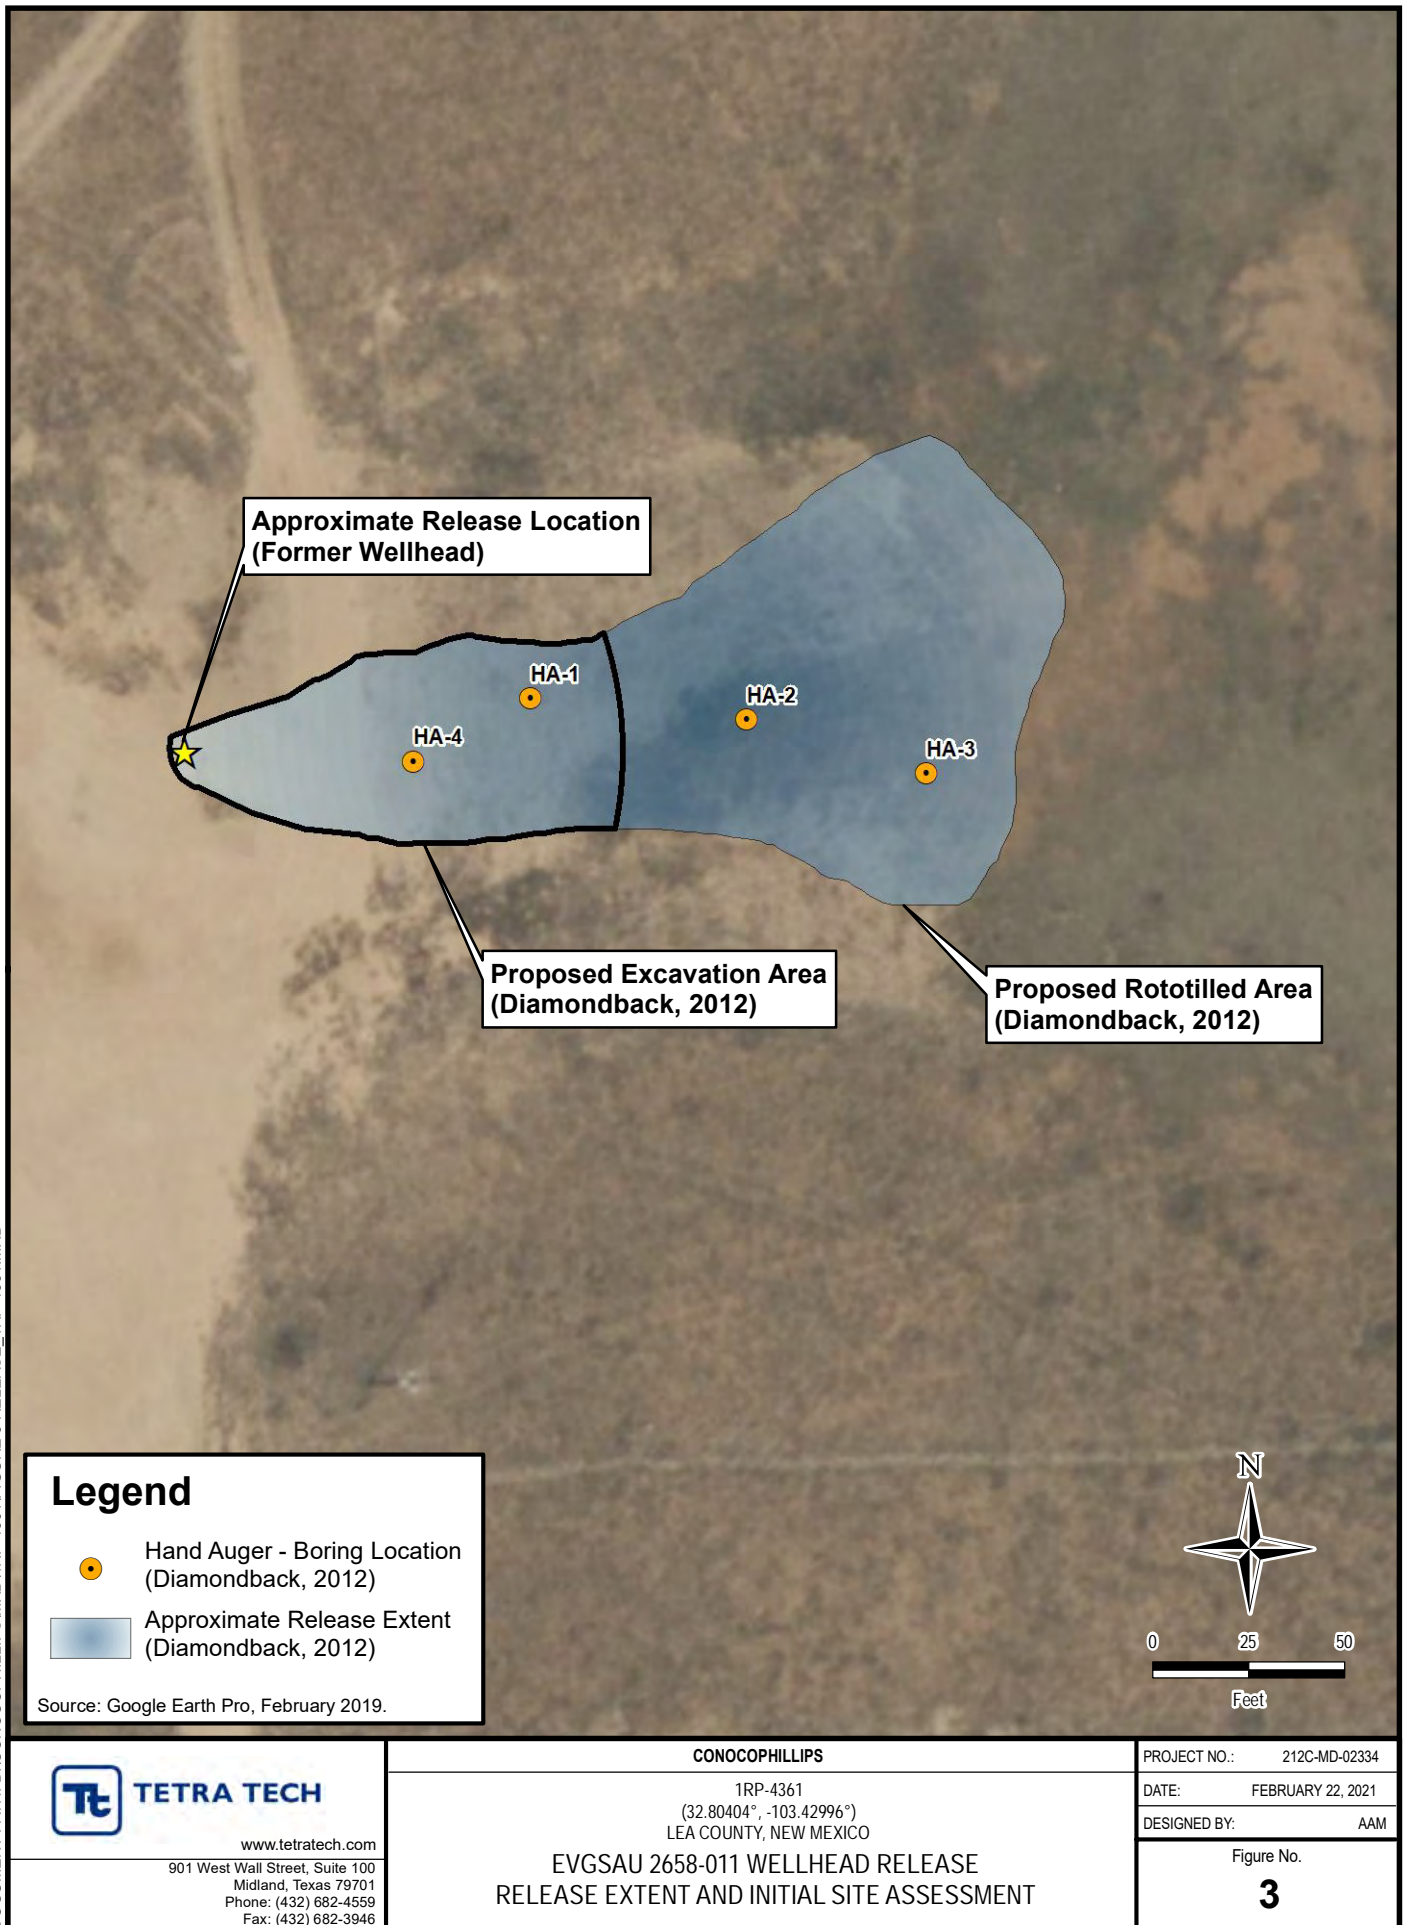 Approximate Release Location
(Former Wellhead)
HA-1
HA-2
HA-4
HA-3
Proposed Excavation Area
(Diamondback, 2012)
Proposed Rototilled Area
(Diamondback, 2012)
Legend
Hand Auger - Boring Location
(Diamondback, 2012)
Approximate Release Extent
(Diamondback, 2012)
Source: Google Earth Pro, February 2019.
N
0 25 50
Feet
TETRA TECH
www.tetratech.com
901 West Wall Street, Suite 100
Midland, Texas 79701
Phone: (432) 682-4559
Fax: (432) 682-3946
CONOCOPHILLIPS
1RP-4361
(32.80404°, -103.42996°)
LEA COUNTY, NEW MEXICO
EVGSAU 2658-011 WELLHEAD RELEASE
RELEASE EXTENT AND INITIAL SITE ASSESSMENT
PROJECT NO.: 212C-MD-02334
DATE: FEBRUARY 22, 2021
DESIGNED BY: AAM
Figure No.
3